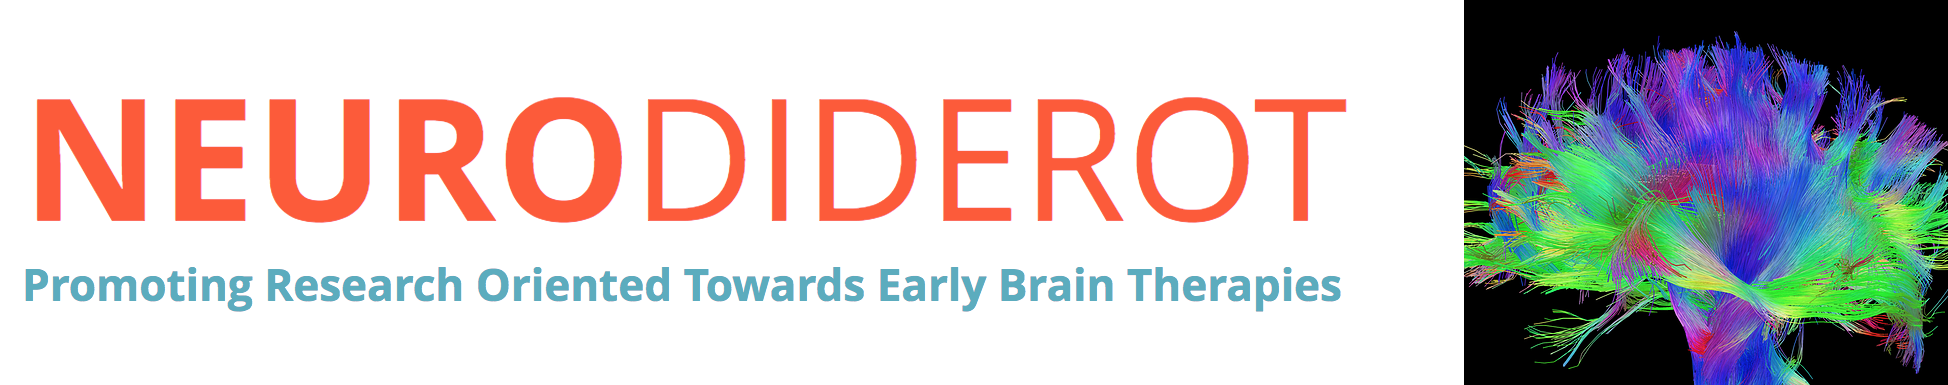 NEURODIDEROT
Promoting Research Oriented Towards Early Brain Therapies